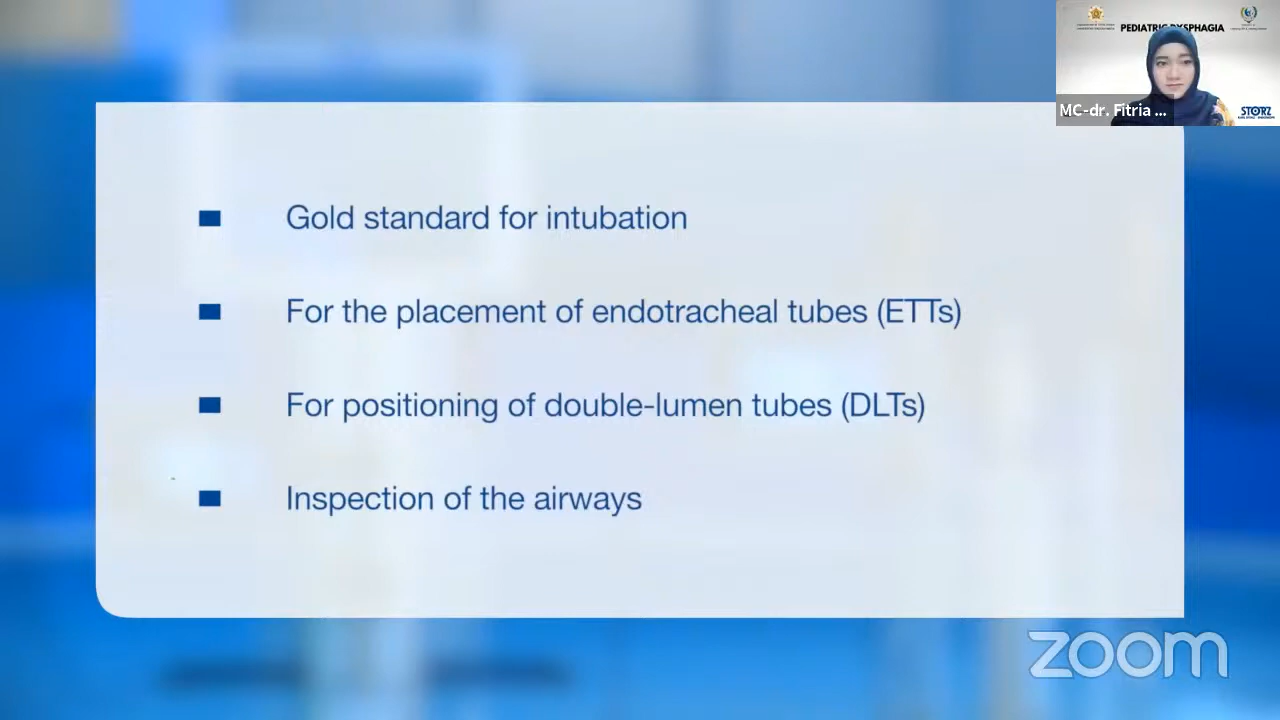 PEDIATRIC DYSPHAGIA
MC-dr. Fitria ...
STORZ
Gold standard for intubation
For the placement of endotracheal tubes (ETTs)
For positioning of double-lumen tubes (DLTs)
Inspection of the airways
zoom